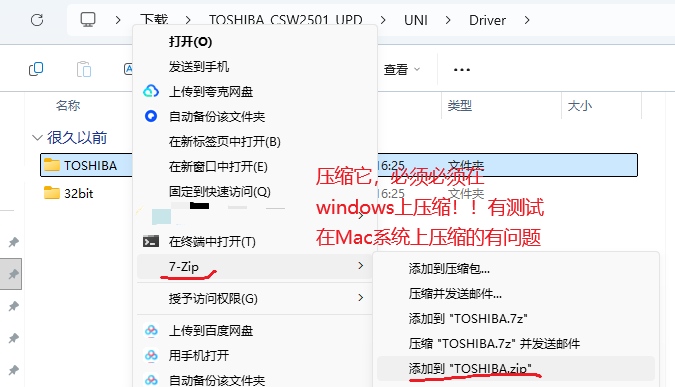 下载 > TOSHIBA_CSW2501_UPD > UNI > Driver >
查看
名称
类型
大小
很久以前
TOSHIBA
16:25
文件夹
32bit
16:25
文件夹
打开(O)
发送到手机
上传到夸克网盘
自动备份该文件夹
在新标签页中打开(B)
在新窗口中打开(E)
固定到快速访问(Q)
在终端中打开(T)
7-Zip
授予访问权限(G)
上传到百度网盘
用手机打开
自动备份该文件夹
压缩它，必须必须在
windows上压缩！！有测试
在Mac系统上压缩的有问题
添加到压缩包...
压缩并发送邮件...
添加到 "TOSHIBA.7z"
压缩 "TOSHIBA.7z" 并发送邮件
添加到 "TOSHIBA.zip"